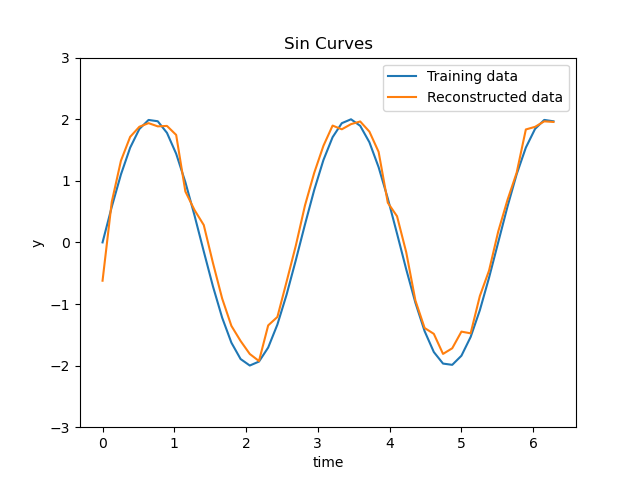 Sin Curves
Training data
Reconstructed data
3
2
1
0
−1
−2
−3
y
0 1 2 3 4 5 6
time